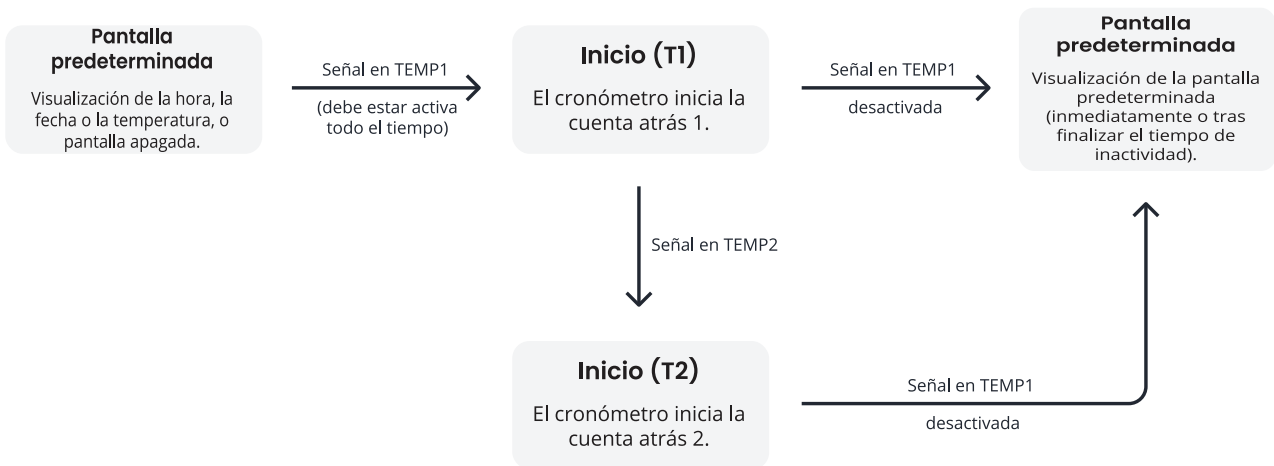 Pantalla
predeterminada
Visualización de la hora, la
fecha o la temperatura, o
pantalla apagada.
Señal en TEMP1
(debe estar activa
todo el tiempo)
Inicio (T1)
El cronómetro inicia la
cuenta atrás 1.
Señal en TEMP1
desactivada
Pantalla
predeterminada
Visualización de la pantalla
predeterminada
(inmediatamente o tras
finalizar el tiempo de
inactividad).
Señal en TEMP2
Inicio (T2)
El cronómetro inicia la
cuenta atrás 2.
Señal en TEMP1
desactivada